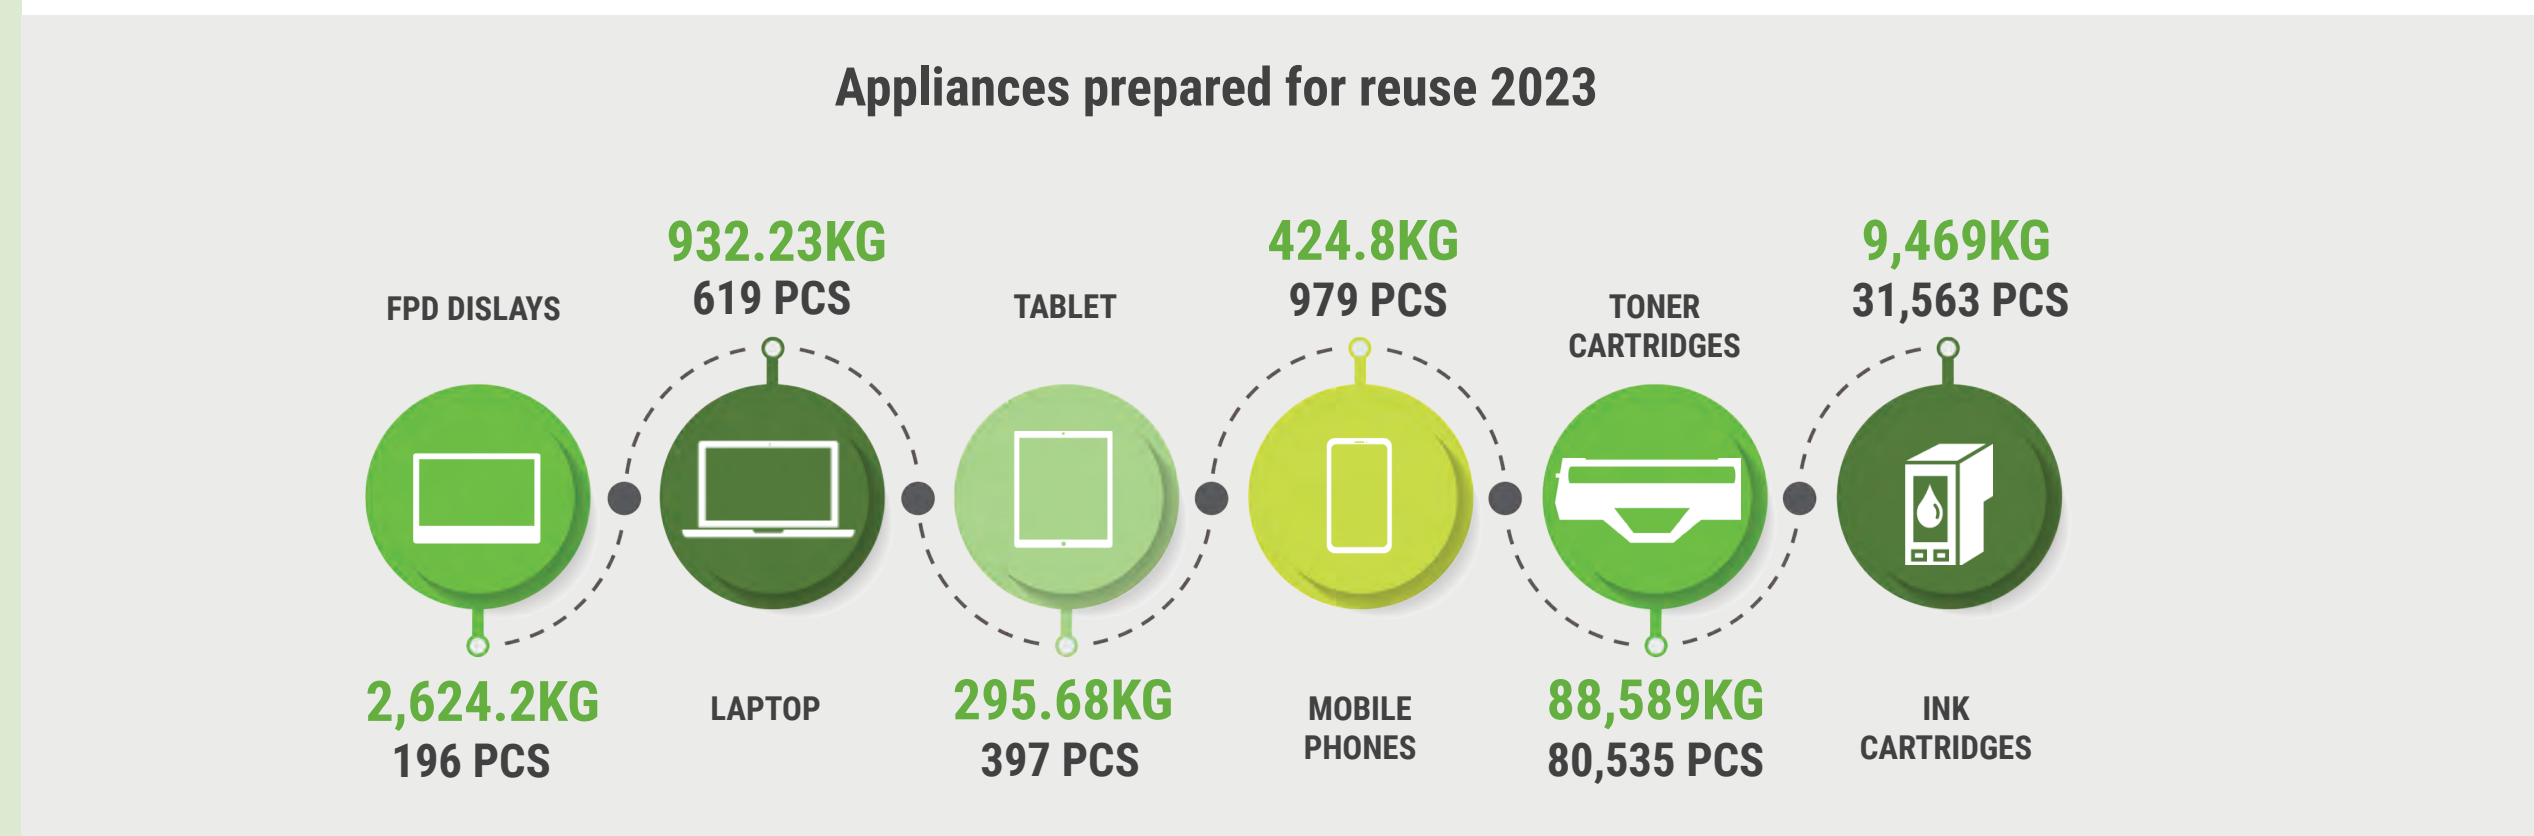 Appliances prepared for reuse 2023
FPD DISLAYS
2,624.2KG
196 PCS
932.23KG
619 PCS
LAPTOP
TABLET
295.68KG
397 PCS
424.8KG
979 PCS
MOBILE
PHONES
TONER
CARTRIDGES
88,589KG
80,535 PCS
9,469KG
31,563 PCS
INK
CARTRIDGES